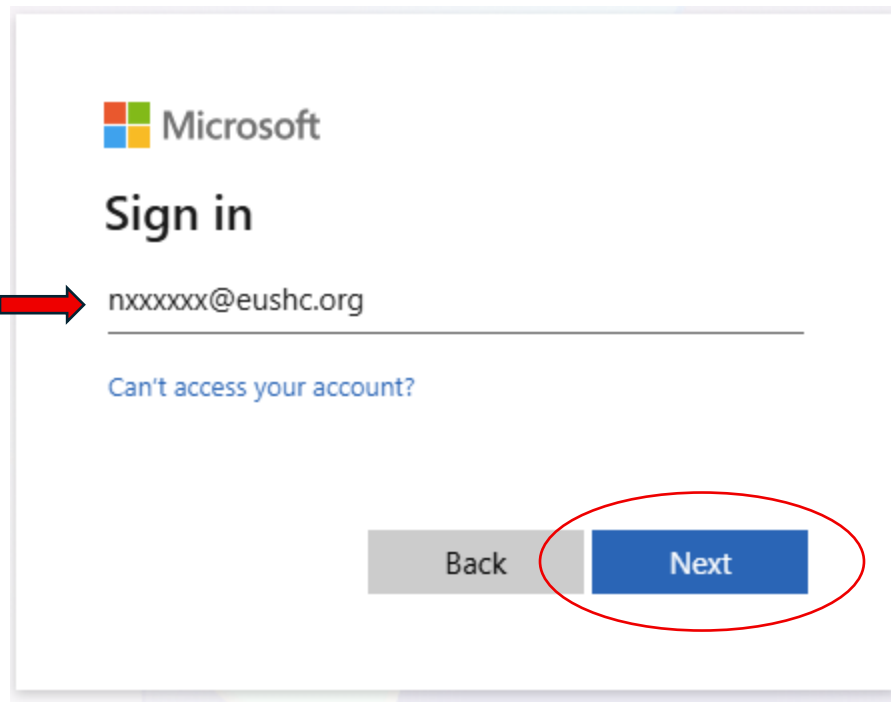 Microsoft
Sign in
nxxxxxx@eushc.org
Can't access your account?
Back Next